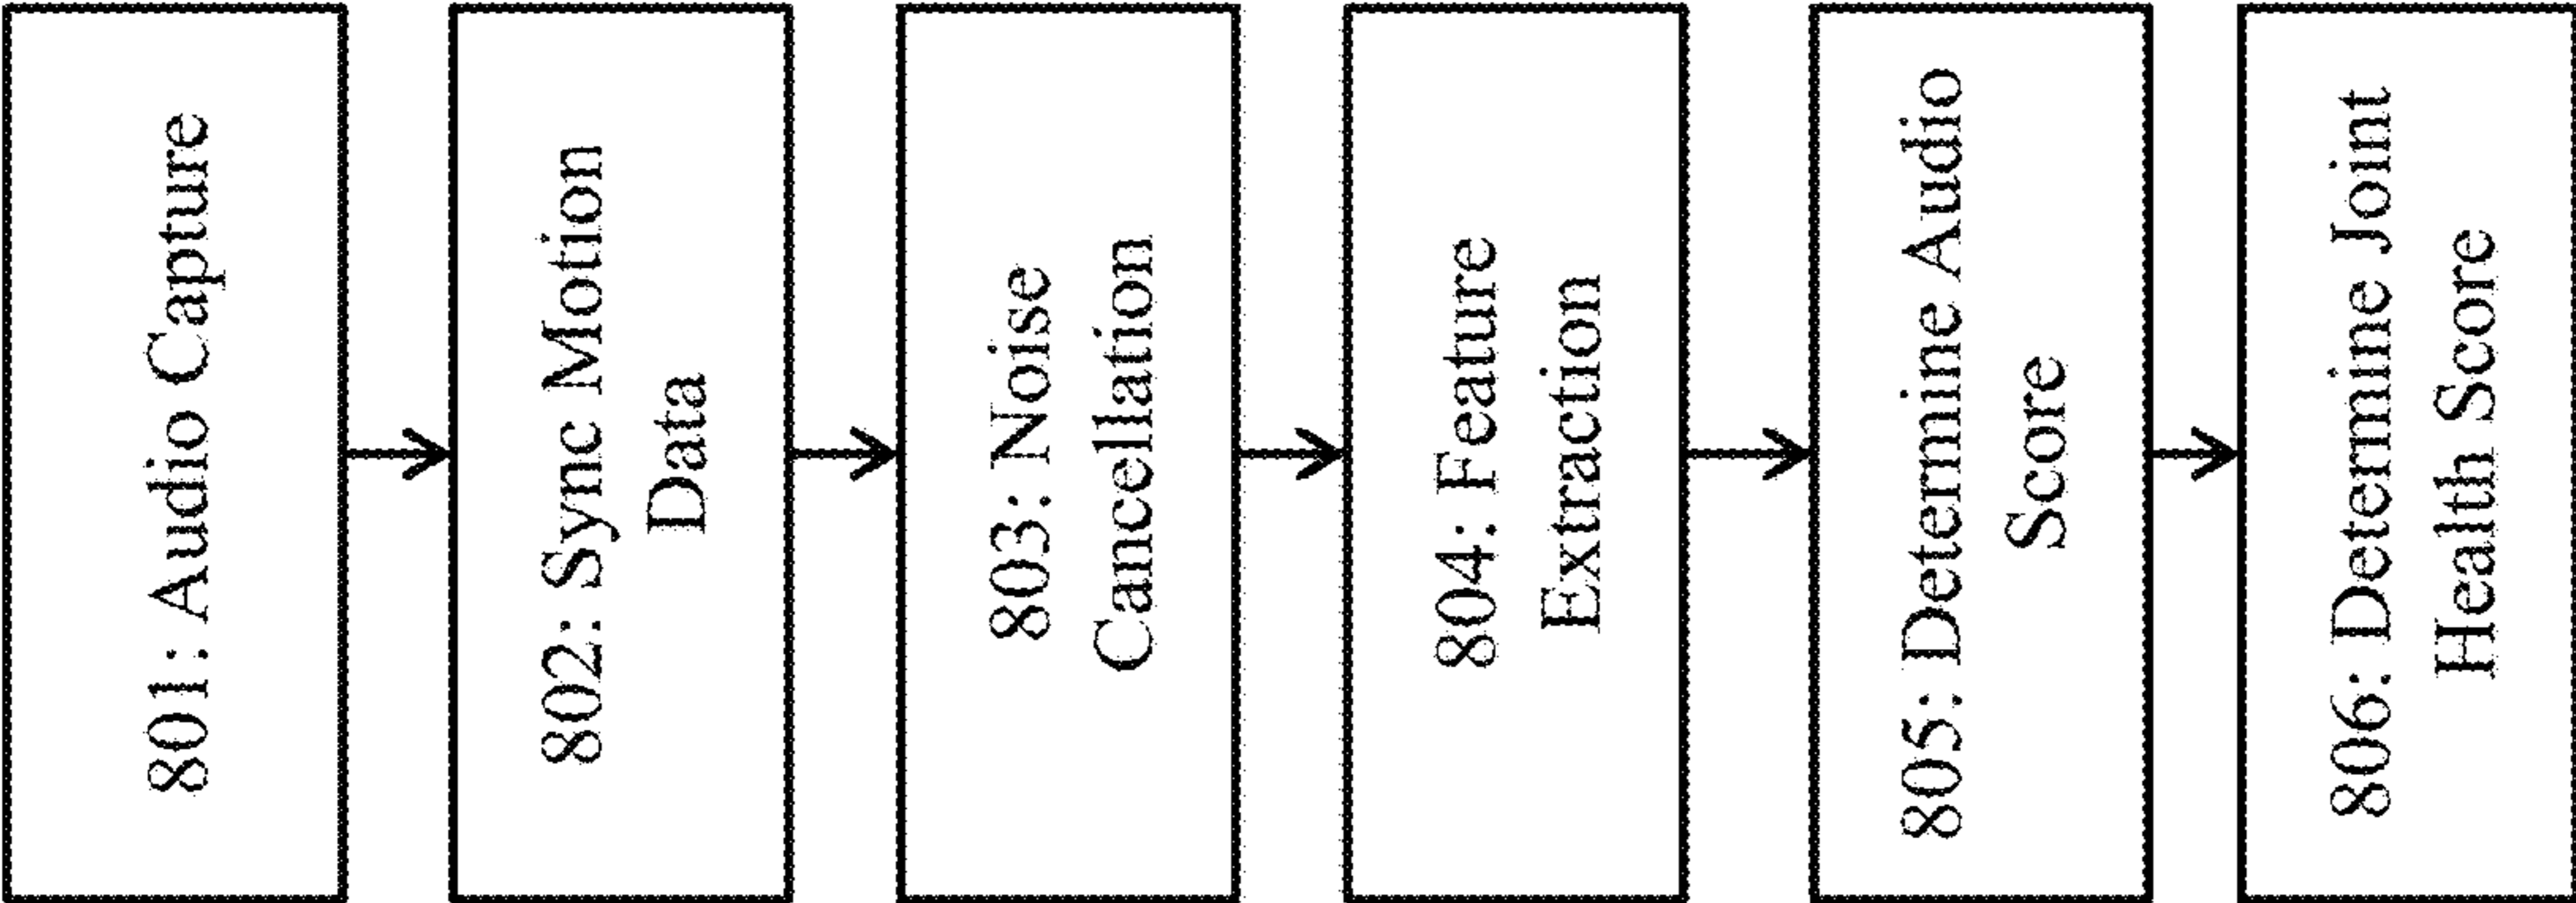 801: Audio Capture
802: Sync Motion
Data
803: Noise
Cancellation
804: Feature
Extraction
805: Determine Audio
Score
806: Determine Joint
Health Score